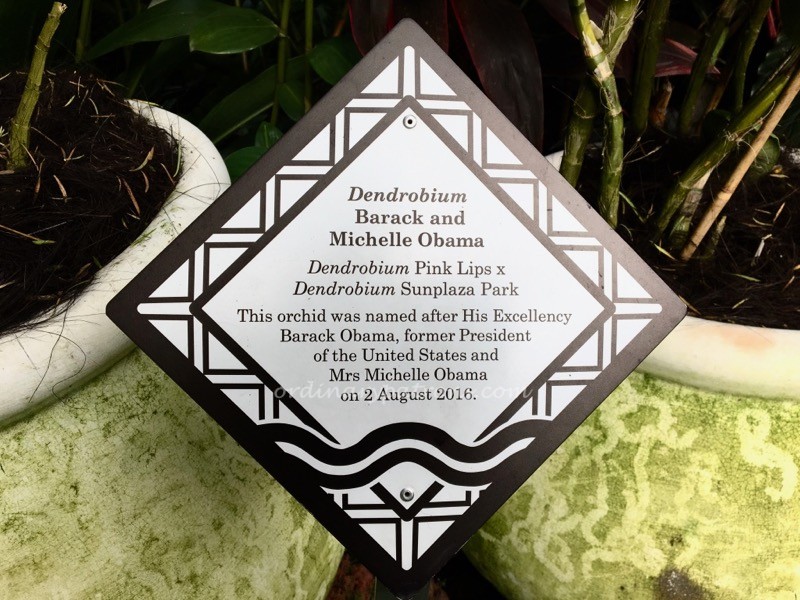 Dendrobium
Barack and
Michelle Obama
Dendrobium Pink Lips x
Dendrobium Sunplaza Park
This orchid was named after His Excellency
Barack Obama, former President
of the United States and
Mrs Michelle Obama
on 2 August 2016.